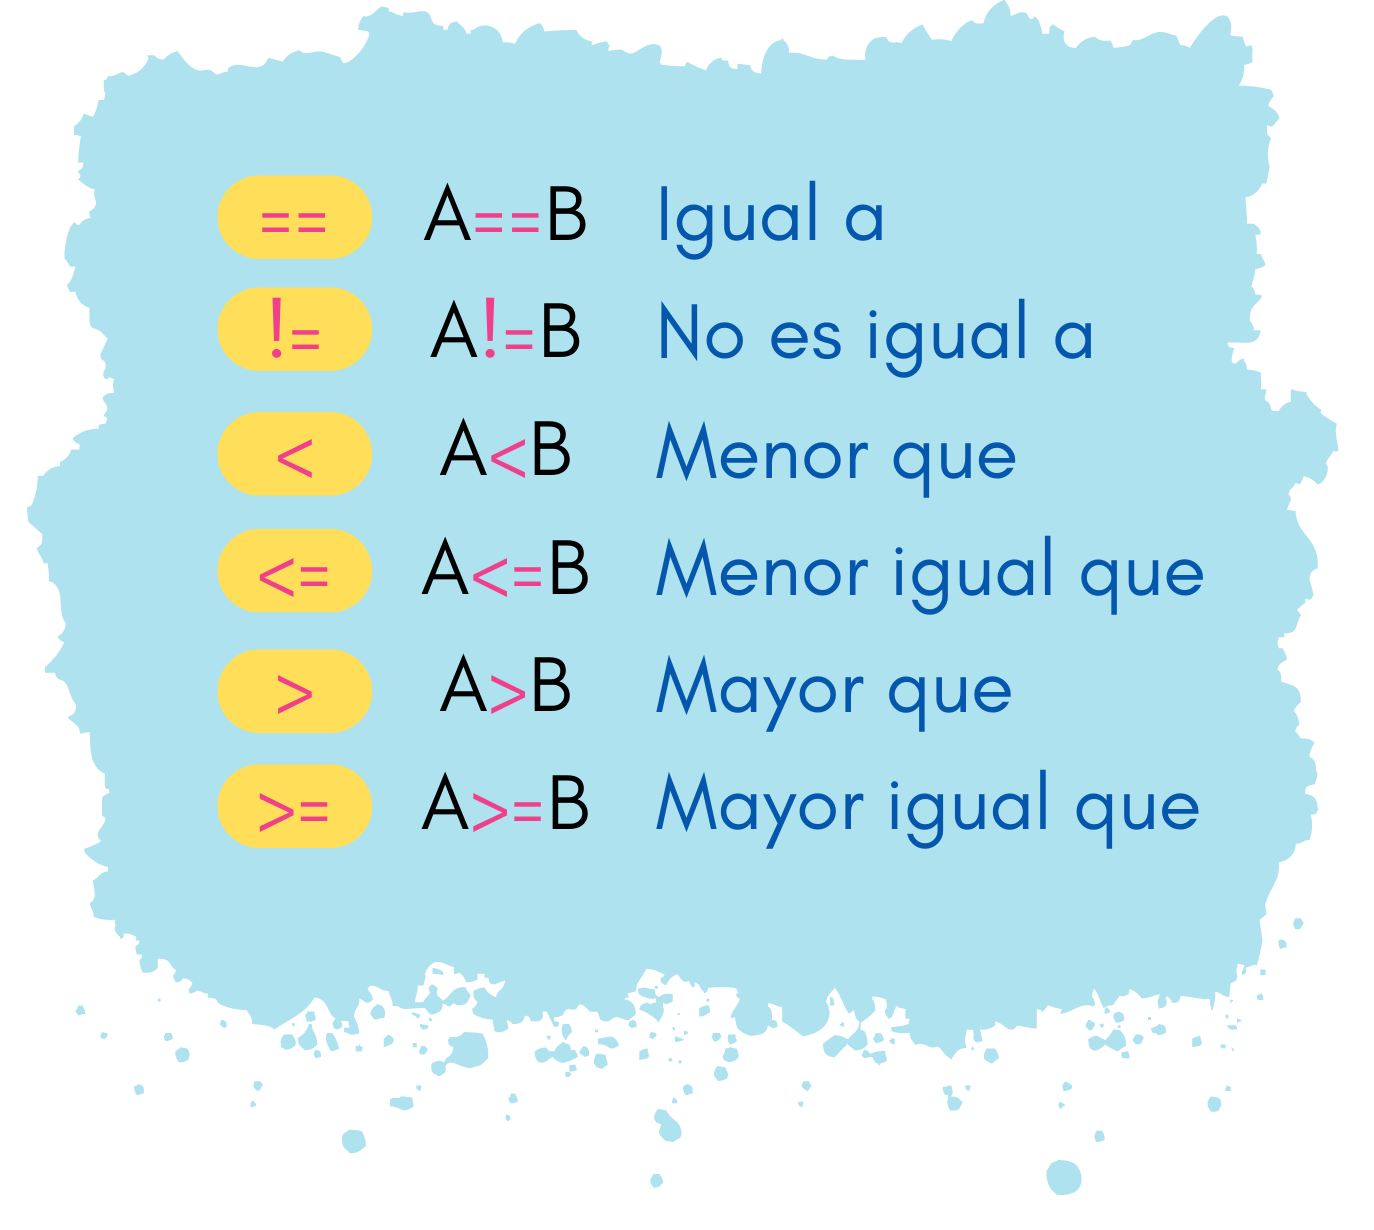 == A==B Igual a
!= A!=B No es igual a
< A<B Menor que
<= A<=B Menor igual que
> A>B Mayor que
>= A>=B Mayor igual que